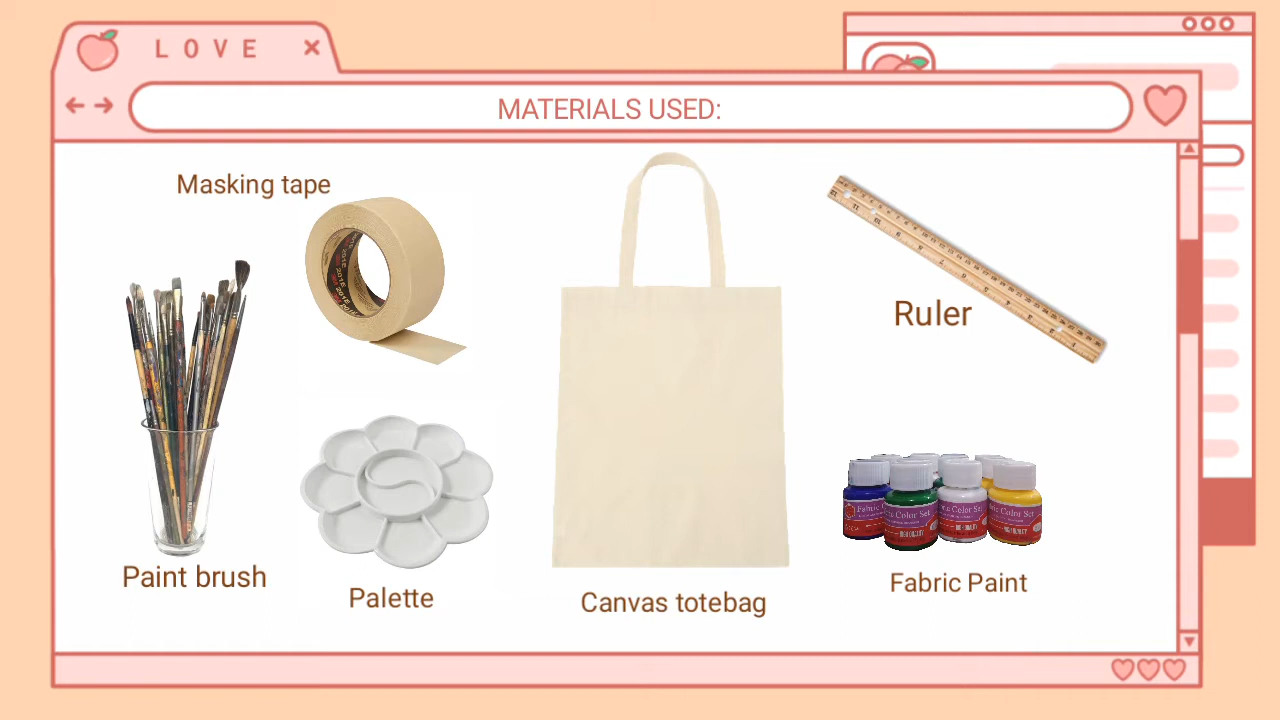 LOVE
MATERIALS USED:
Masking tape
Ruler
Paint brush
Palette
Canvas totebag
Fabric Paint